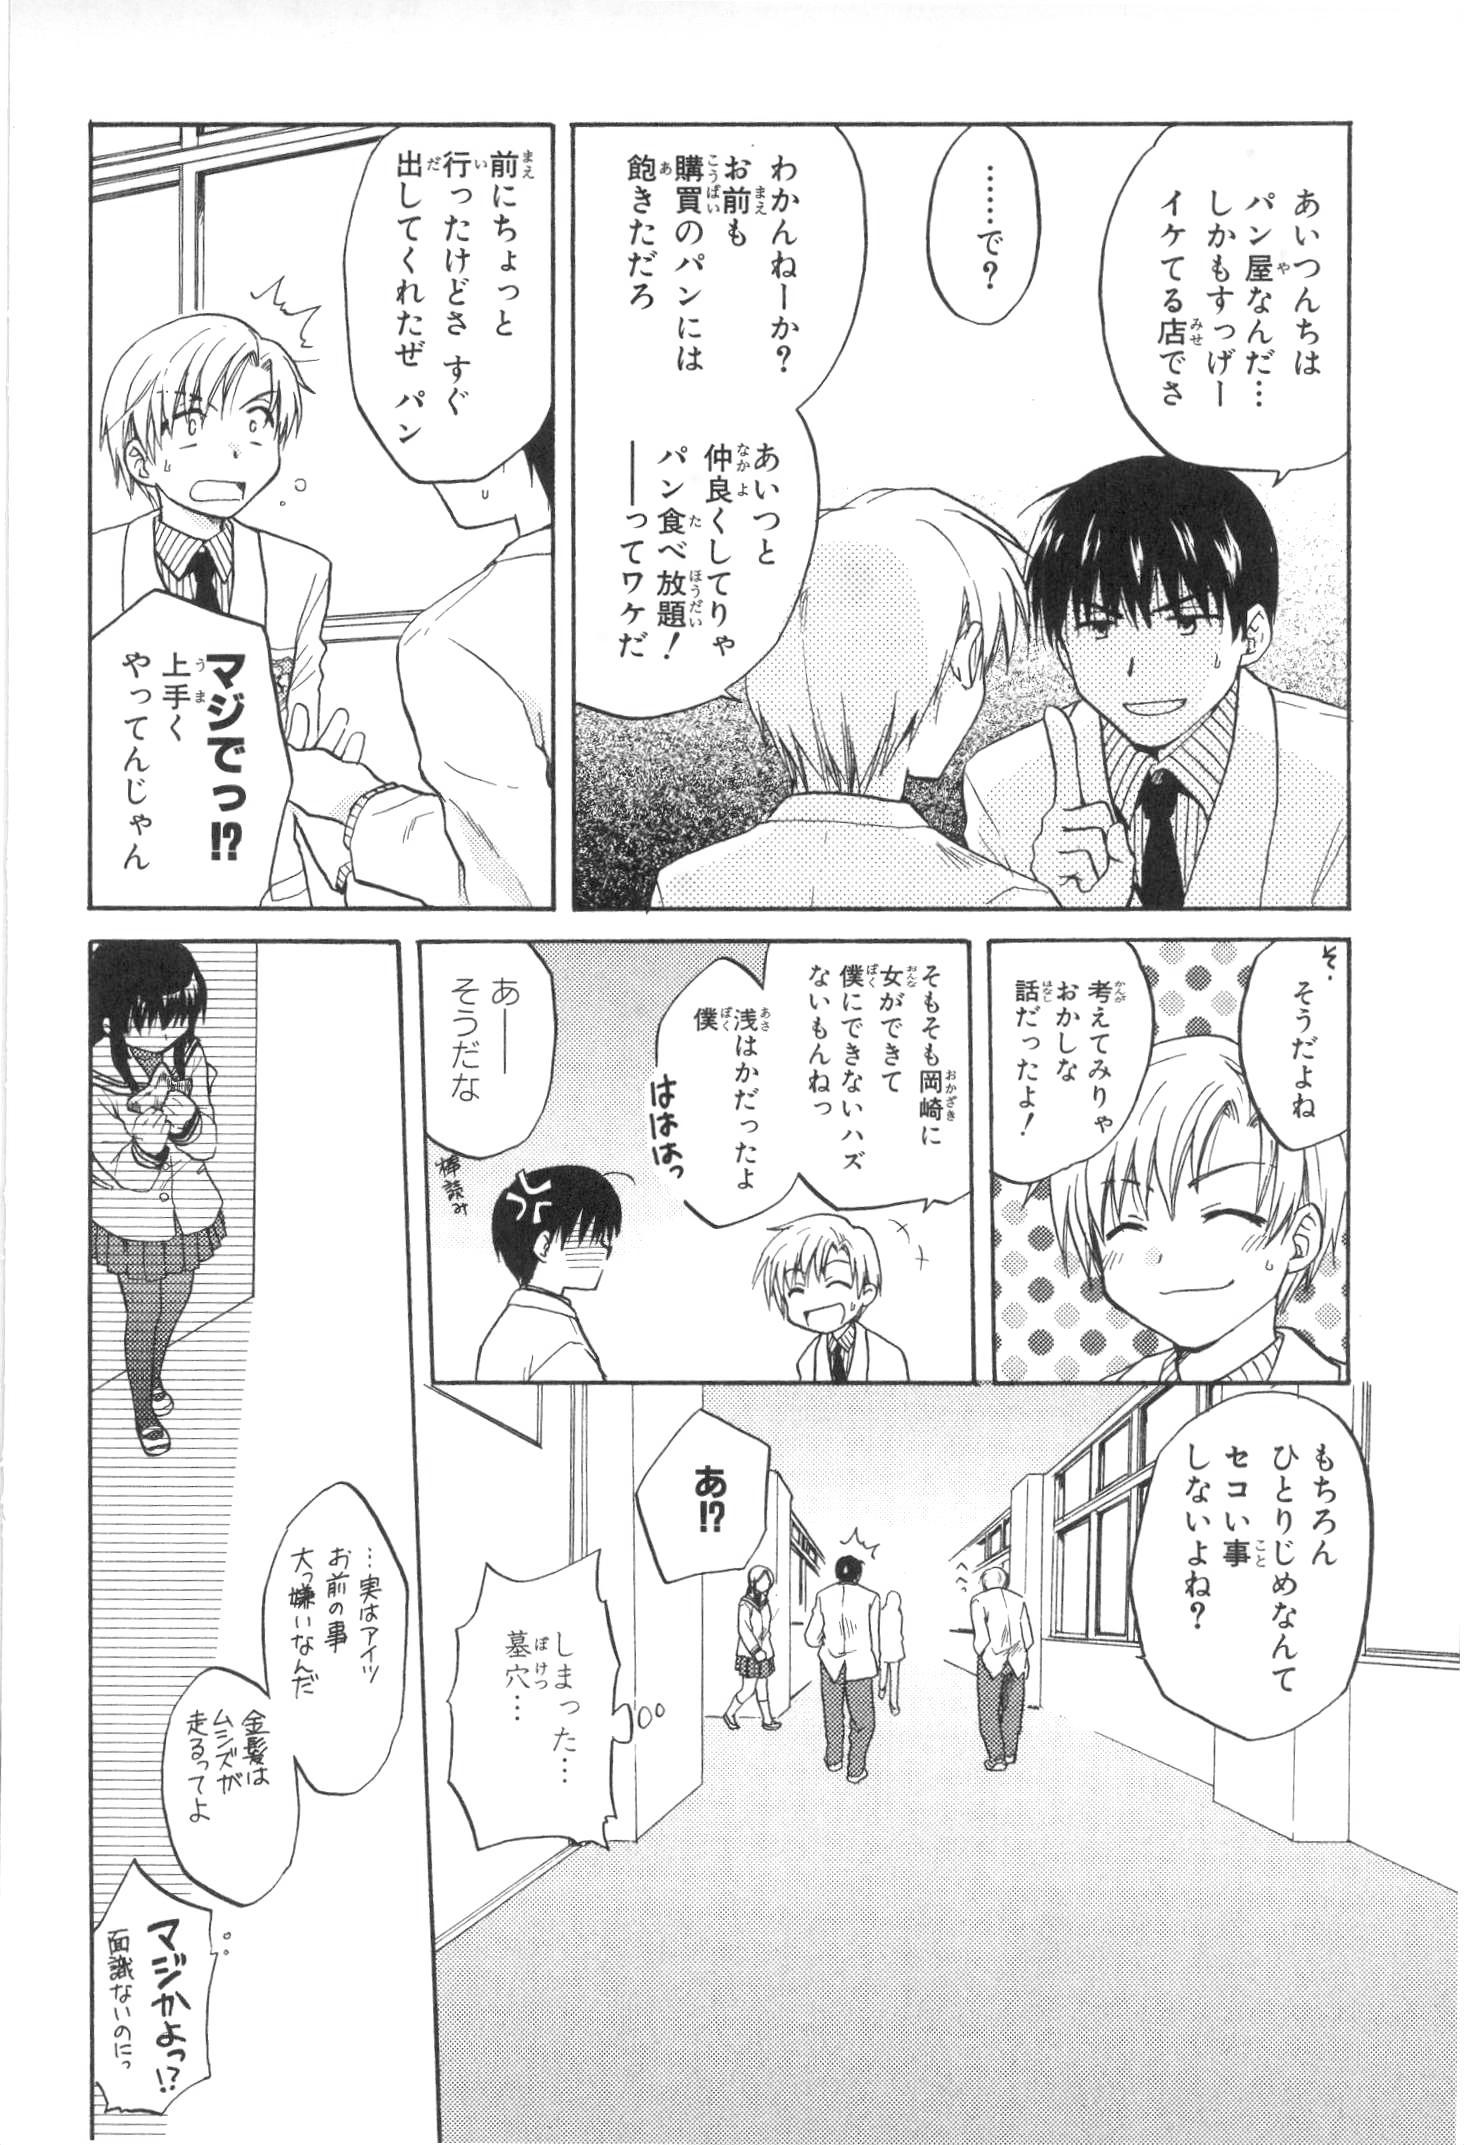 あいつんちは
パン屋なんだ…
しかもすっげー
イケてる店でさ
……で？
わかんねーか？
お前も
購買のパンには
飽きただろ
あいつと
仲良くしてりゃ
パン食べ放題！
――ってワケだ
前にちょっと
行ったけどさ すぐ
出してくれたぜ パン
マジでっ!?
上手く
やってんじゃん
そ.
そうだよね
考えてみりゃ
おかしな
話だったよ！
そもそも岡崎に
女ができて
僕にできないハズ
ないもんねっ
浅はかだったよ
僕
ははははっ
あ――
そうだな
棒読み
もちろん
ひとりじめなんて
セコい事
しないよね？
あ!?
しまった…
墓穴…
…実はアイツ
お前の事
大っ嫌いなんだ
金髪は
ムシズが
走るってよ
マジかよっ!?
面識ないのにっ